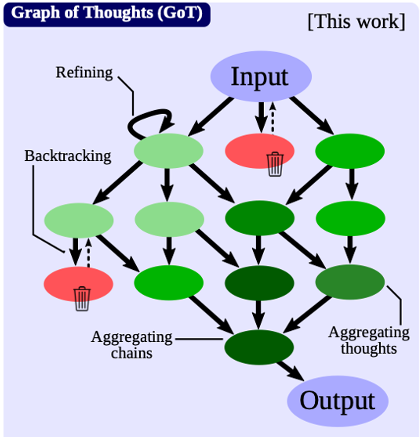 Graph of Thoughts (GoT)
[This work]
Refining
Input
Backtracking
Aggregating
chains
Aggregating
thoughts
Output